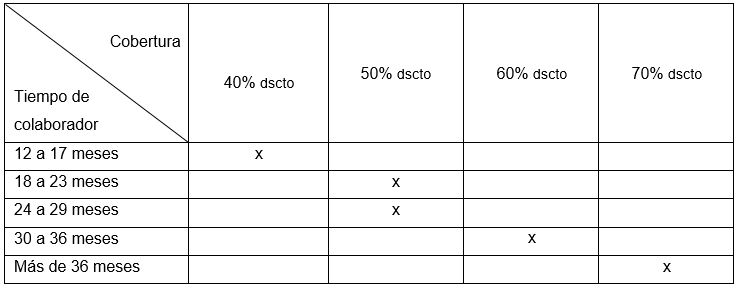 Cobertura
Tiempo de
colaborador
40% dscto
50% dscto
60% dscto
70% dscto
12 a 17 meses x
18 a 23 meses x
24 a 29 meses x
30 a 36 meses x
Más de 36 meses x